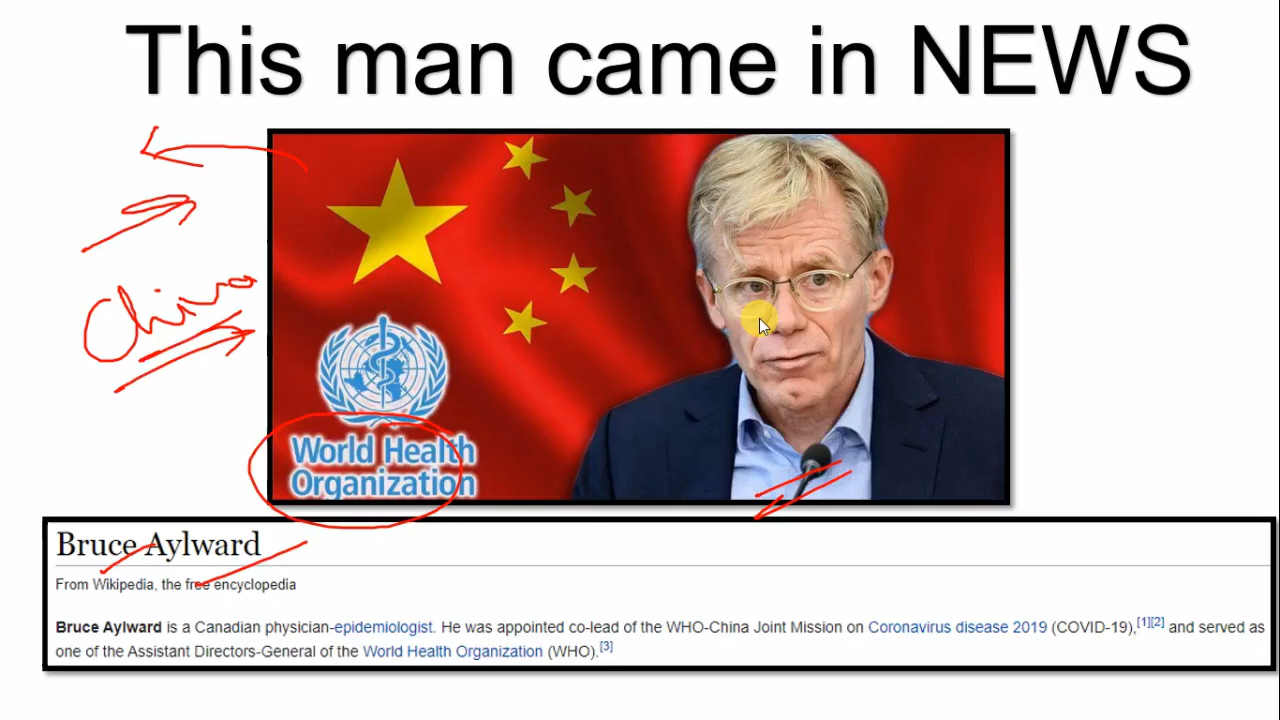 This man came in NEWS
China
World Health
Organization
Bruce Aylward
From Wikipedia, the free encyclopedia
Bruce Aylward is a Canadian physician-epidemiologist. He was appointed co-lead of the WHO-China Joint Mission on Coronavirus disease 2019 (COVID-19),[1][2] and served as
one of the Assistant Directors-General of the World Health Organization (WHO).[3]